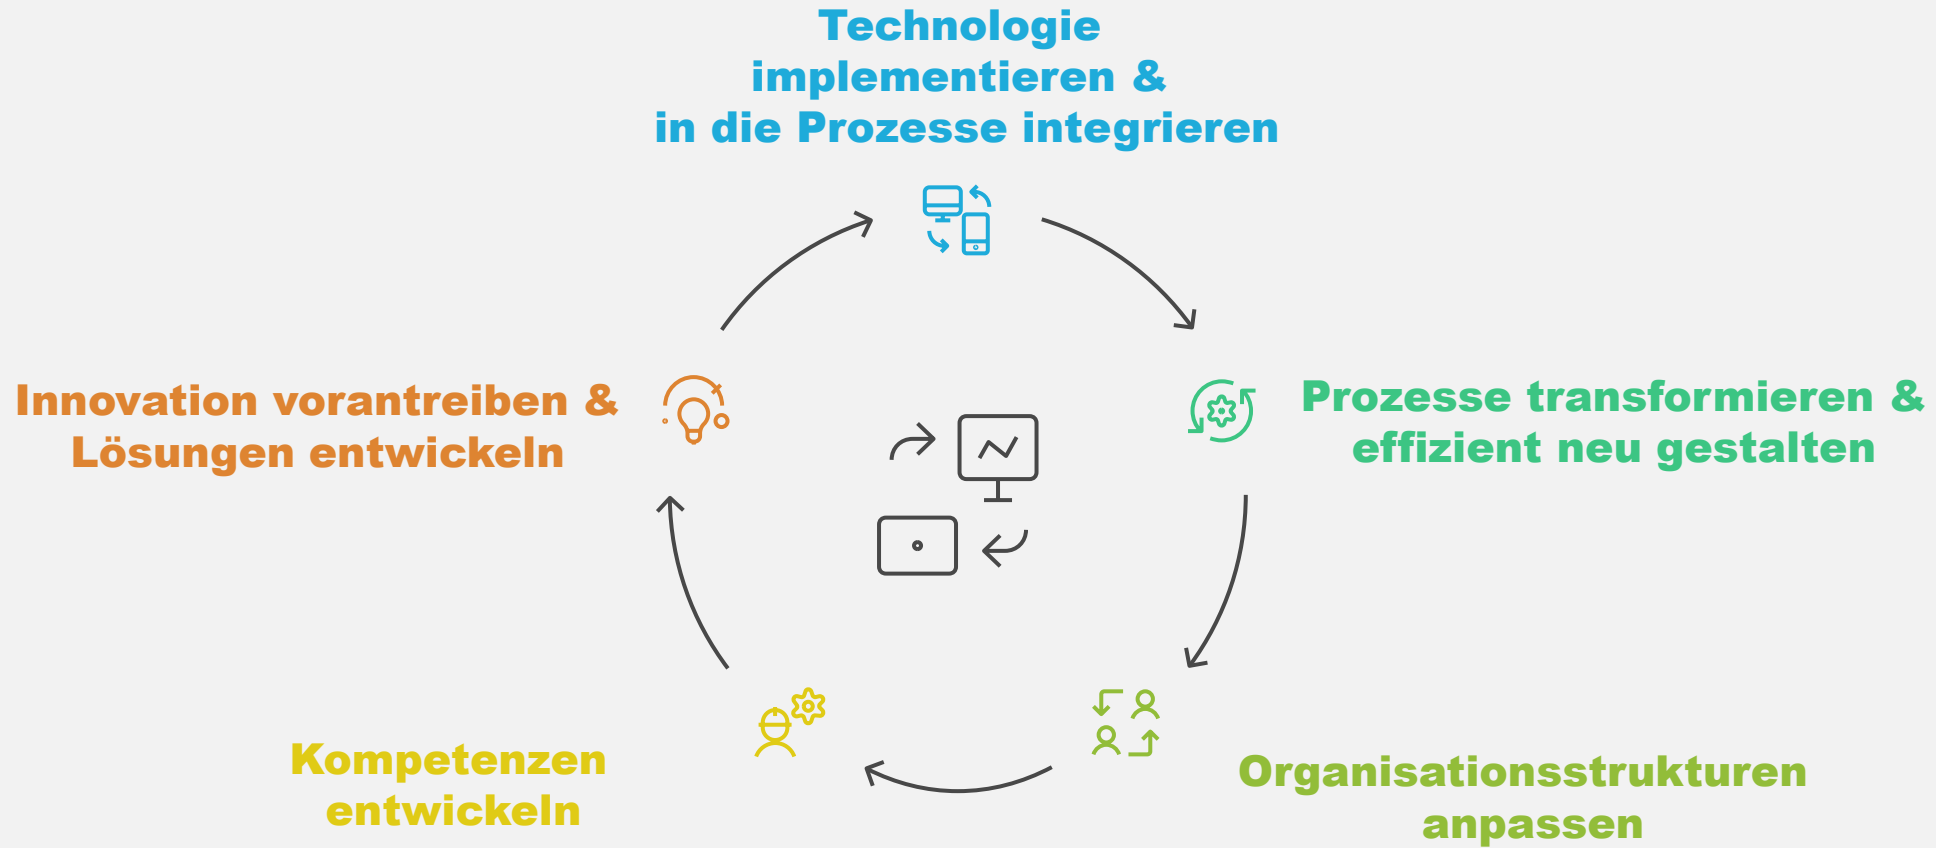 Technologie
implementieren &
in die Prozesse integrieren
Innovation vorantreiben &
Lösungen entwickeln
Prozesse transformieren &
effizient neu gestalten
Kompetenzen
entwickeln
Organisationsstrukturen
anpassen